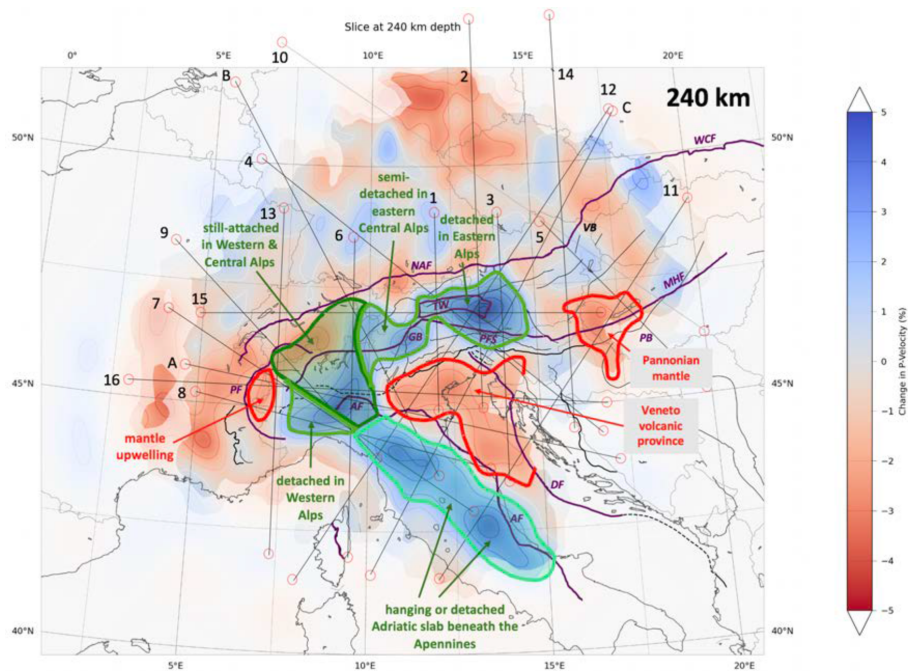 Slice at 240 km depth
0°
5°E
10°E
15°E
20°E
10
B
2
14
12
C
240 km
50°N
50°N
WCF
4
semi-
detached in
eastern
Central Alps
11
13
1
3
still-attached
in Western &
Central Alps
detached in
Eastern
Alps
9
6
5
VB
NAF
MHF
7
15
TW
GB
PFS
PB
Pannonian
mantle
A
45°N
45°N
16
8
PF
AF
Veneto
volcanic
province
mantle
upwelling
detached in
Western
Alps
DF
AF
hanging or detached
Adriatic slab beneath the
Apennines
40°N
40°N
5°E
10°E
15°E
20°E
5
4
3
2
1
0
−1
−2
−3
−4
−5
Change in P-Velocity (%)